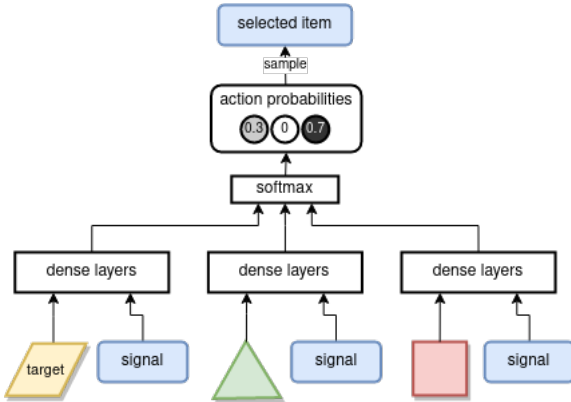 selected item
sample
action probabilities
0.3 0 0.7
softmax
dense layers dense layers dense layers
target signal signal signal